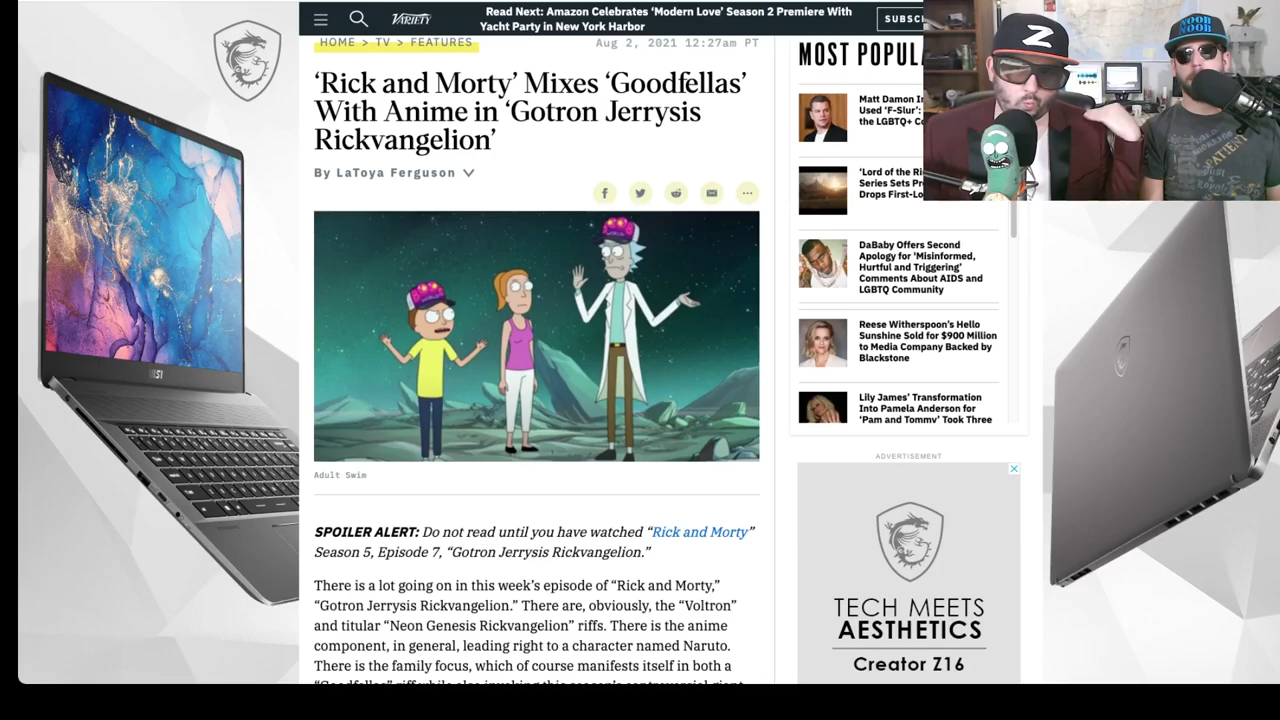 VARIETY
Read Next: Amazon Celebrates ‘Modern Love’ Season 2 Premiere With
Yacht Party in New York Harbor
HOME > TV > FEATURES
Aug 2, 2021 12:27am PT
‘Rick and Morty’ Mixes ‘Goodfellas’
With Anime in ‘Gotron Jerrysis
Rickvangelion’
By LaToya Ferguson
Adult Swim
SPOILER ALERT: Do not read until you have watched “Rick and Morty”
Season 5, Episode 7, “Gotron Jerrysis Rickvangelion.”
There is a lot going on in this week’s episode of “Rick and Morty,”
“Gotron Jerrysis Rickvangelion.” There are, obviously, the “Voltron”
and titular “Neon Genesis Rickvangelion” riffs. There is the anime
component, in general, leading right to a character named Naruto.
There is the family focus, which of course manifests itself in both a
MOST POPULA
Matt Damon
Used ‘F-Slur’:
the LGBTQ+
‘Lord of the
Series Sets
Drops First-Lo
DaBaby Offers Second
Apology for ‘Misinformed,
Hurtful and Triggering’
Comments About AIDS and
LGBTQ Community
Reese Witherspoon’s Hello
Sunshine Sold for $900 Million
to Media Company Backed by
Blackstone
Lily James’ Transformation
Into Pamela Anderson for
‘Pam and Tommy’ Took Three
ADVERTISEMENT
TECH MEETS
AESTHETICS
Creator Z16
msi
Z
NOOB
NOOB
PATIENT